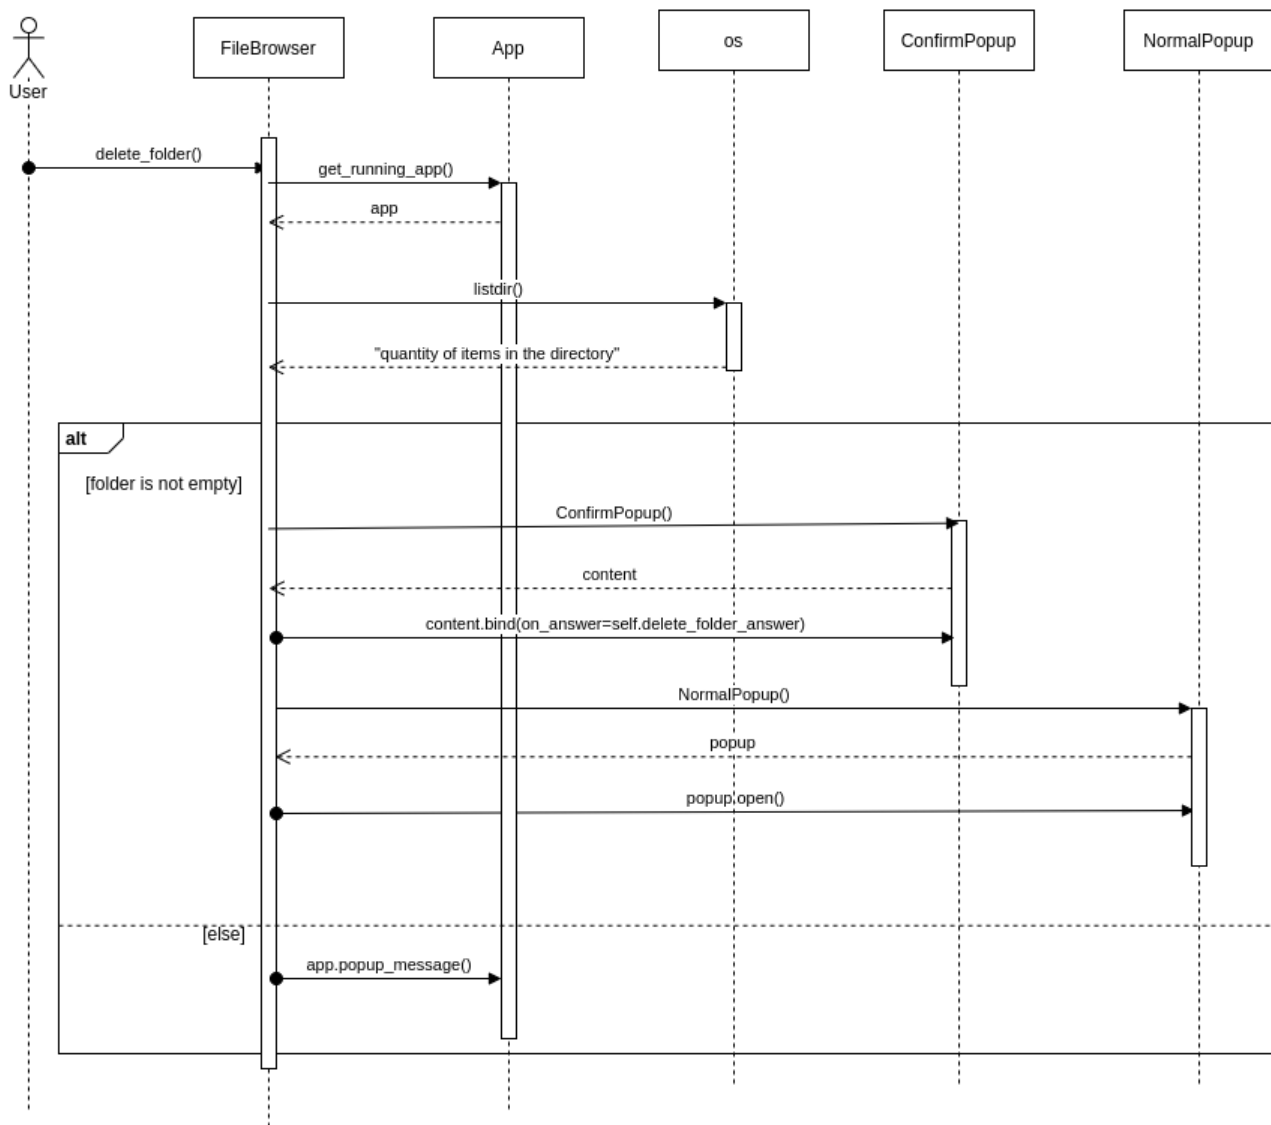 FileBrowser
App
os
ConfirmPopup
NormalPopup
User
delete_folder()
get_running_app()
app
listdir()
"quantity of items in the directory"
alt
[folder is not empty]
ConfirmPopup()
content
content.bind(on_answer=self.delete_folder_answer)
NormalPopup()
popup
popup.open()
[else]
app.popup_message()